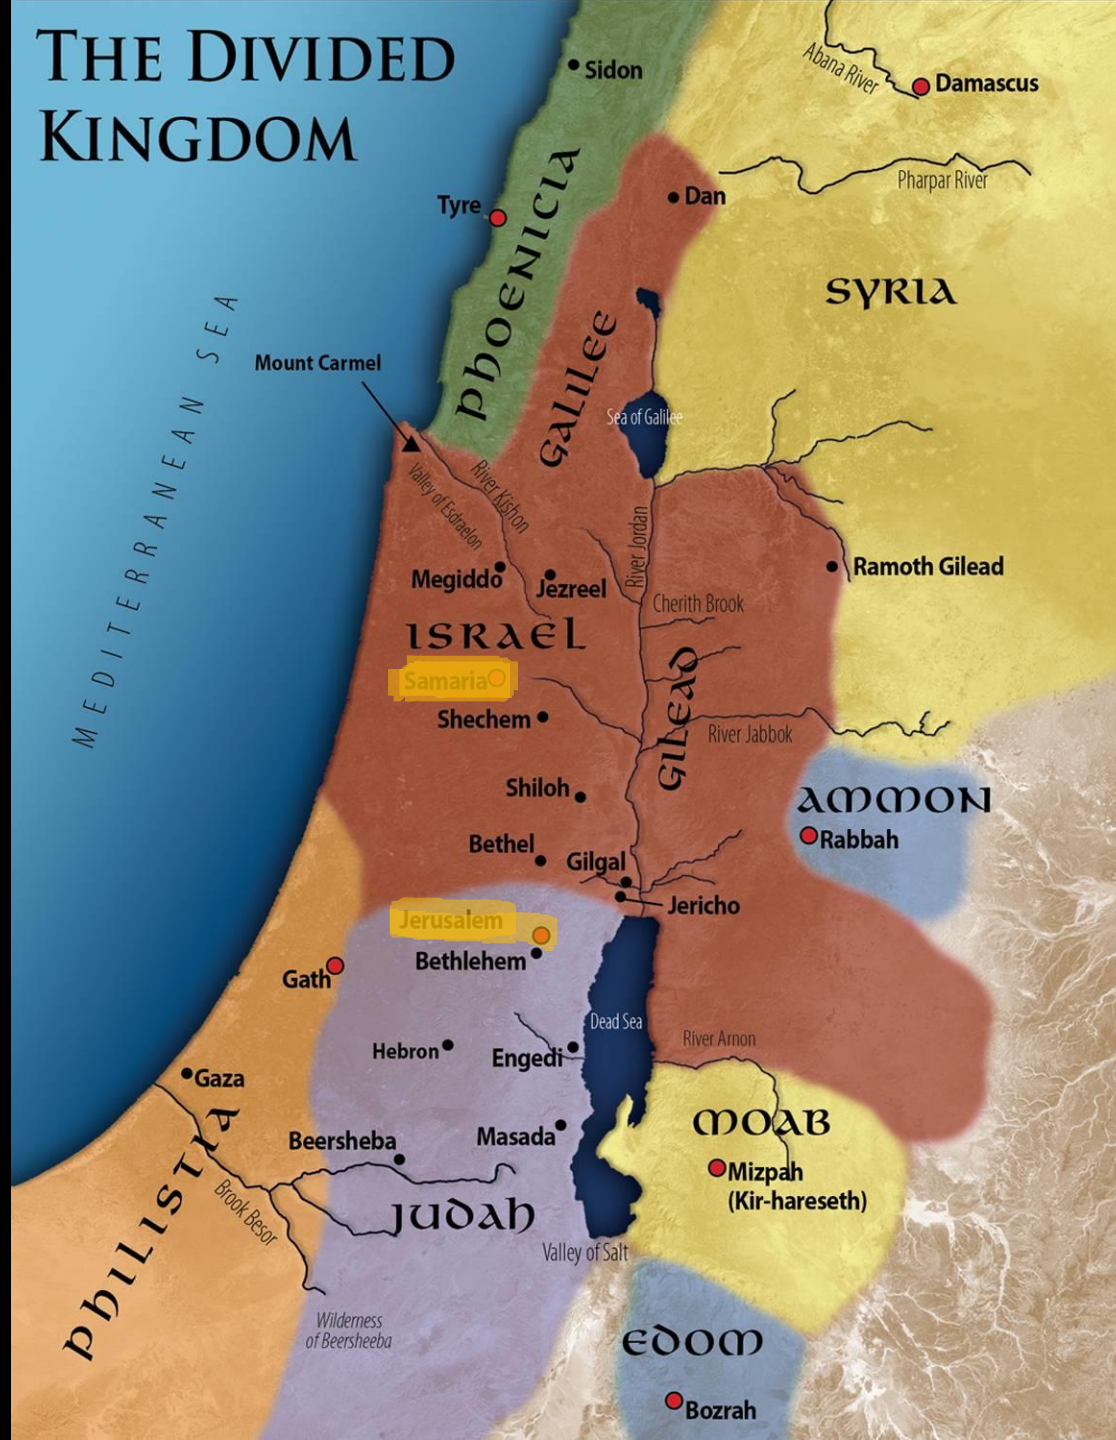 THE DIVIDED
KINGDOM
Sidon
Abana River
Damascus
Pharpar River
Dan
Tyre
PHOENICIA
SYRIA
MEDITERRANEAN SEA
Mount Carmel
GALILEE
Sea of Galilee
River Kishon
Valley of Esdraelon
River Jordan
Ramoth Gilead
Megiddo
Jezreel
Cherith Brook
ISRAEL
Samaria
GILEAD
Shechem
River Jabbok
Shiloh
AMMON
Rabbah
Bethel
Gilgal
Jericho
Jerusalem
Bethlehem
Gath
Dead Sea
River Arnon
Hebron
Engedi
Gaza
PHILISTIA
MOAB
Beersheba
Masada
Mizpah
(Kir-hareseth)
Brook Besor
JUDAH
Valley of Salt
Wilderness
of Beersheeba
EDOM
Bozrah